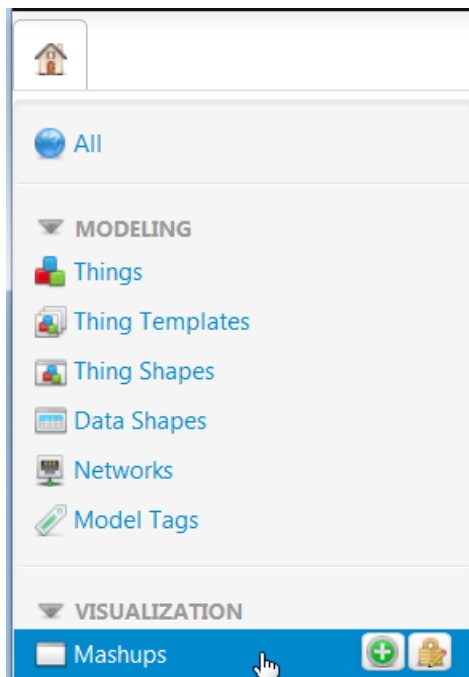 All
MODELING
Things
Thing Templates
Thing Shapes
Data Shapes
Networks
Model Tags
VISUALIZATION
Mashups